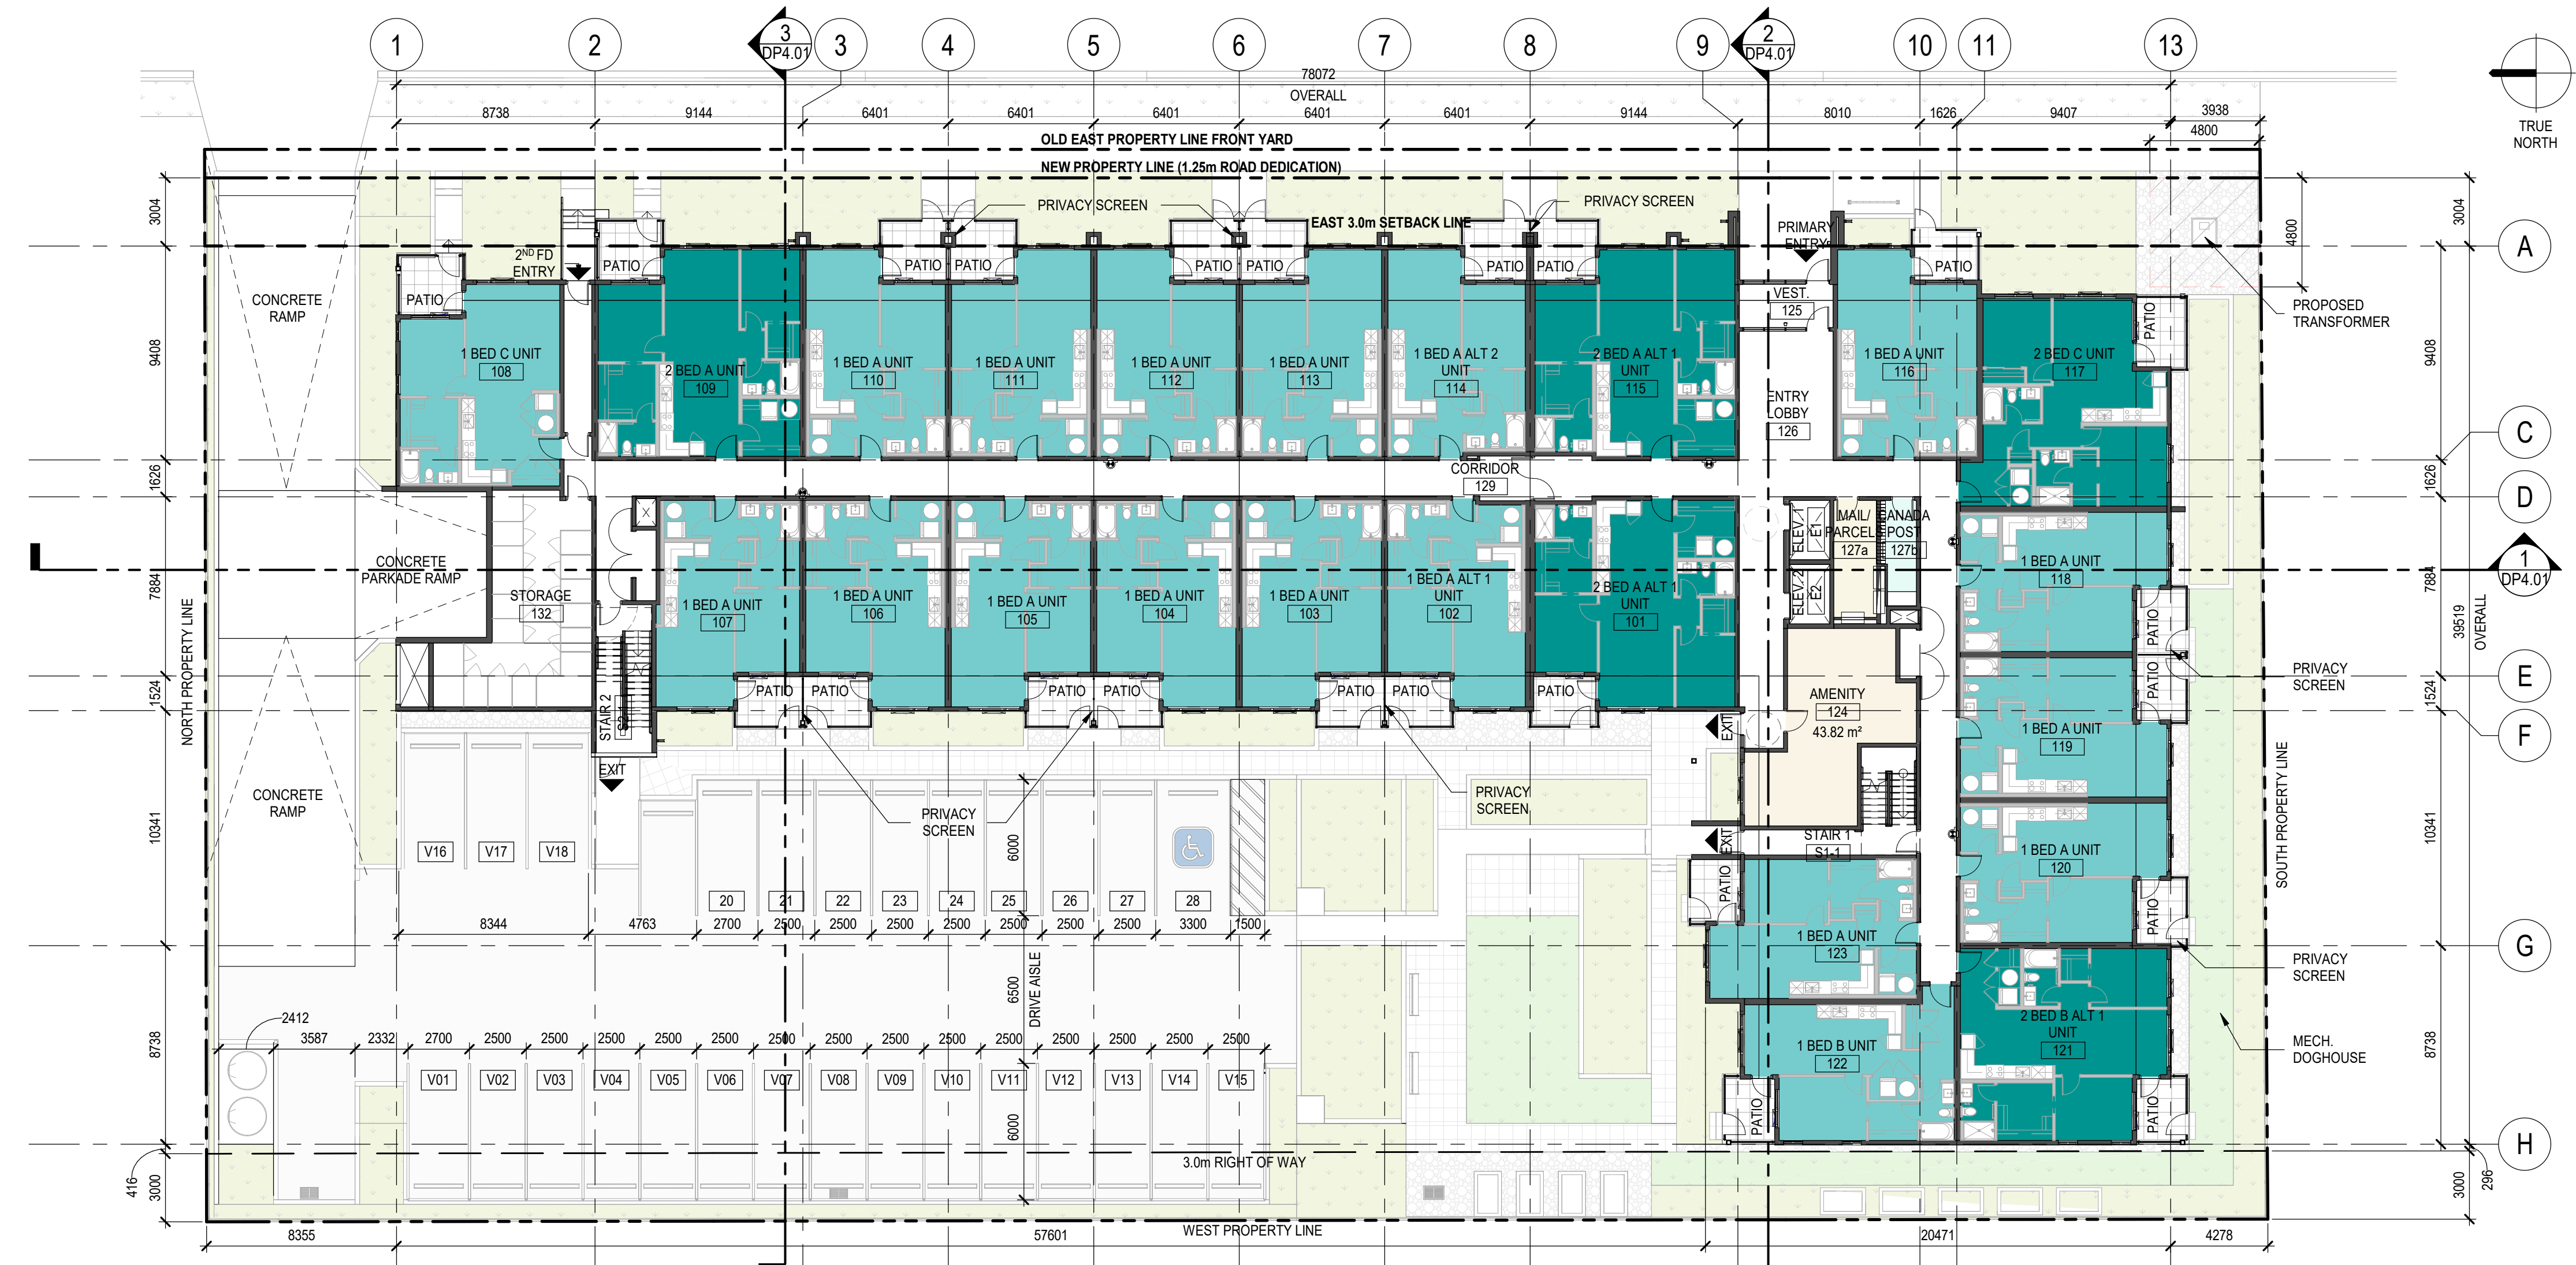 1
2
3
DP4.01
3
4
5
6
7
8
9
2
DP4.01
10
11
13
TRUE
NORTH
78072
OVERALL
8738
9144
6401
6401
6401
6401
9144
8010
1626
9407
3938
4800
OLD EAST PROPERTY LINE FRONT YARD
NEW PROPERTY LINE (1.25m ROAD DEDICATION)
EAST 3.0m SETBACK LINE
PRIVACY SCREEN
PRIVACY SCREEN
3004
9408
1626
7884
1524
10341
8738
416
3000
NORTH PROPERTY LINE
CONCRETE
RAMP
CONCRETE
PARKADE RAMP
CONCRETE
RAMP
2ND FD
ENTRY
PRIMARY
ENTRY
PATIO
PATIO
PATIO
PATIO
PATIO
PATIO
PATIO
PATIO
PATIO
PATIO
1 BED C UNIT
108
2 BED A UNIT
109
1 BED A UNIT
110
1 BED A UNIT
111
1 BED A UNIT
112
1 BED A UNIT
113
1 BED A ALT 2
UNIT
114
2 BED A ALT 1
UNIT
115
VEST.
125
ENTRY
LOBBY
126
1 BED A UNIT
116
2 BED C UNIT
117
PROPOSED
TRANSFORMER
4800
3004
A
9408
C
1626
D
1
DP4.01
7884
39519
OVERALL
E
1524
F
10341
G
8738
H
296
3000
CORRIDOR
129
STORAGE
132
STAIR 2
S2-1
EXIT
1 BED A UNIT
107
1 BED A UNIT
106
1 BED A UNIT
105
1 BED A UNIT
104
1 BED A UNIT
103
1 BED A ALT 1
UNIT
102
2 BED A ALT 1
UNIT
101
PATIO
PATIO
PATIO
PATIO
PATIO
PATIO
PATIO
ELEV. 1
E1
ELEV. 2
E2
MAIL/
PARCEL
127a
CANADA
POST
127b
AMENITY
124
43.82 m²
EXIT
EXIT
STAIR 1
S1-1
1 BED A UNIT
118
1 BED A UNIT
119
1 BED A UNIT
120
2 BED B ALT 1
UNIT
121
1 BED B UNIT
122
1 BED A UNIT
123
PATIO
PATIO
PATIO
PATIO
PATIO
PATIO
PRIVACY
SCREEN
PRIVACY
SCREEN
PRIVACY
SCREEN
PRIVACY
SCREEN
SOUTH PROPERTY LINE
MECH.
DOGHOUSE
V16
V17
V18
20
21
22
23
24
25
26
27
28
8344
4763
2700
2500
2500
2500
2500
2500
2500
2500
3300
1500
6000
6500
DRIVE AISLE
6000
2412
3587
2332
2700
2500
2500
2500
2500
2500
2500
2500
2500
2500
2500
2500
2500
2500
2500
V01
V02
V03
V04
V05
V06
V07
V08
V09
V10
V11
V12
V13
V14
V15
3.0m RIGHT OF WAY
WEST PROPERTY LINE
8355
57601
20471
4278